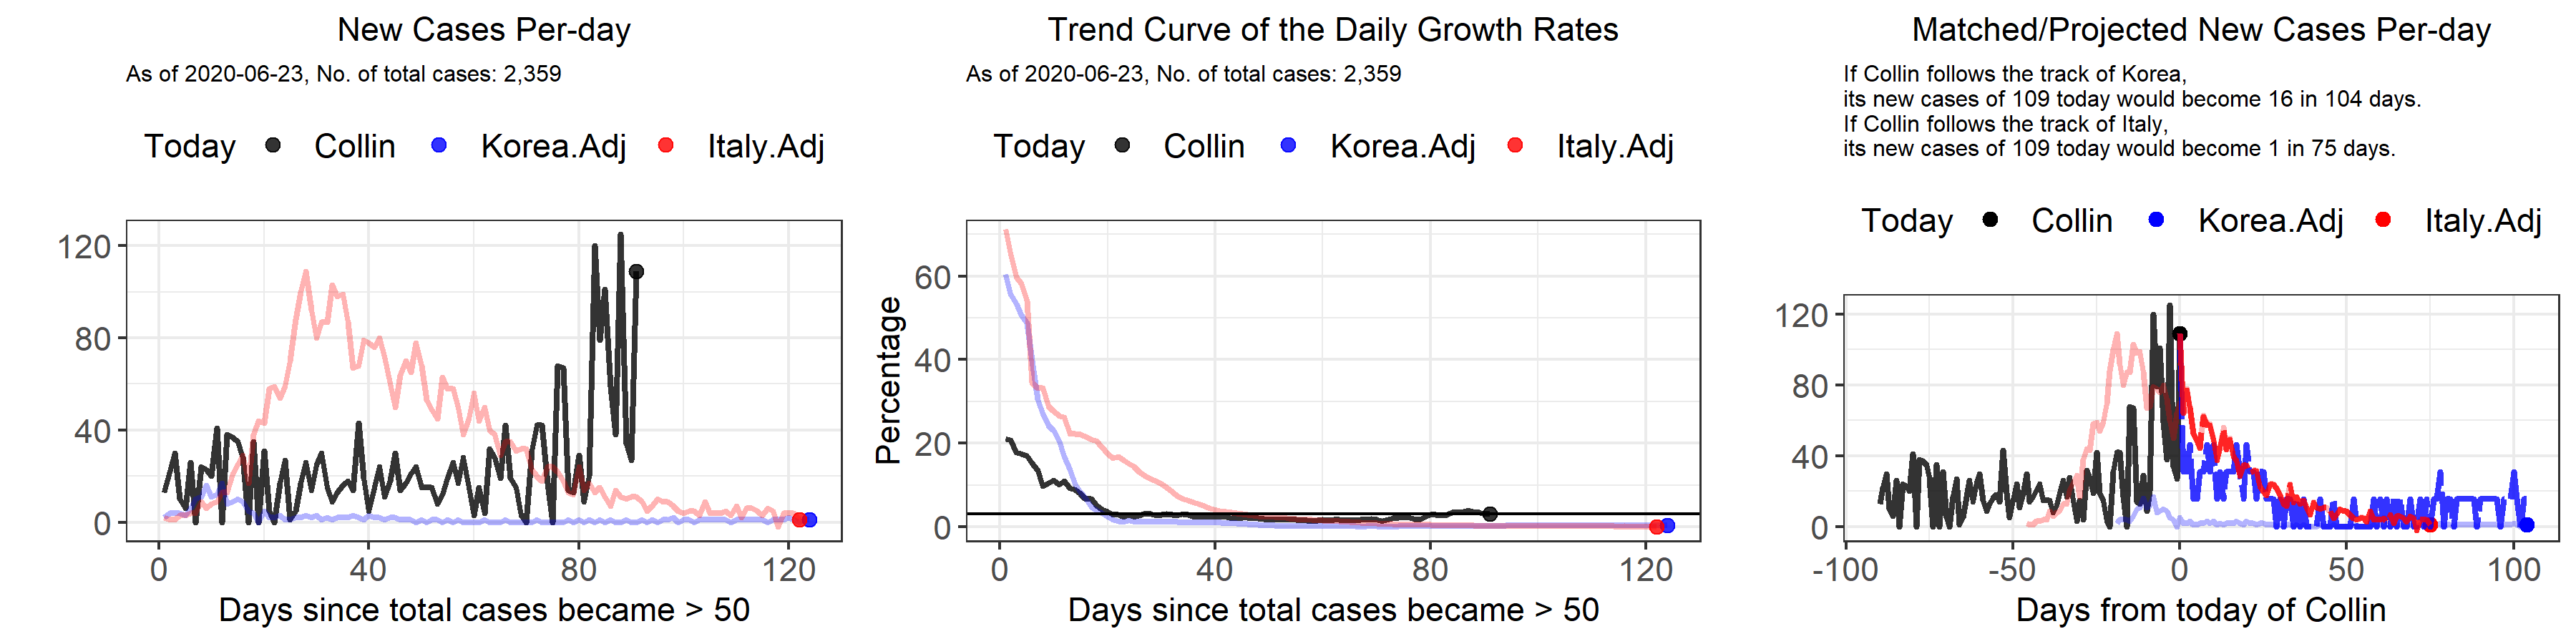 New Cases Per-day
As of 2020-06-23, No. of total cases: 2,359
Today Collin Korea.Adj Italy.Adj
120
80
40
0
0 40 80 120
Days since total cases became > 50
Trend Curve of the Daily Growth Rates
As of 2020-06-23, No. of total cases: 2,359
Today Collin Korea.Adj Italy.Adj
Percentage
60
40
20
0
0 40 80 120
Days since total cases became > 50
Matched/Projected New Cases Per-day
If Collin follows the track of Korea,
its new cases of 109 today would become 16 in 104 days.
If Collin follows the track of Italy,
its new cases of 109 today would become 1 in 75 days.
Today Collin Korea.Adj Italy.Adj
120
80
40
0
-100 -50 0 50 100
Days from today of Collin